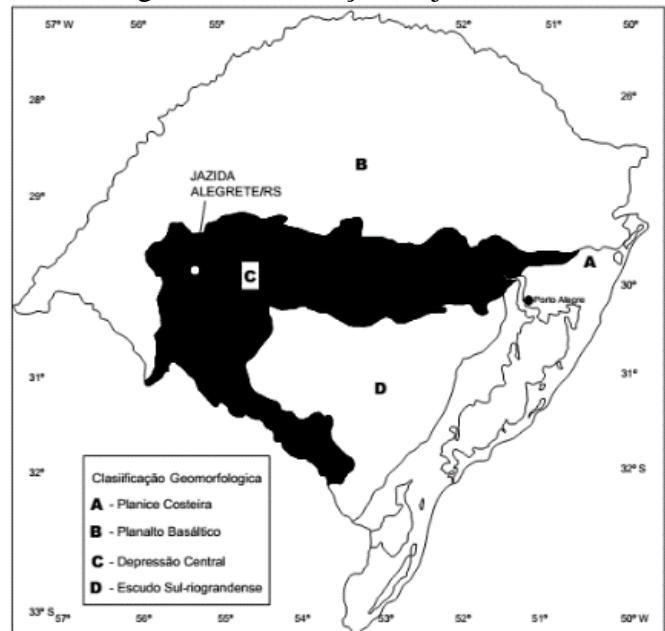 57° W 56° 55° 53° 52° 51° 50°
28° 28°
B
JAZIDA
ALEGRETE/RS
29° 29°
A
C
30°
Porto Alegre
31° 31°
D
32° 32° S
Clasiificação Geomorfologica
A - Planice Costeira
B - Planalto Basáltico
C - Depressão Central
D - Escudo Sul-riograndense
33° S
57° 56° 55° 54° 53° 52° 51° 50°